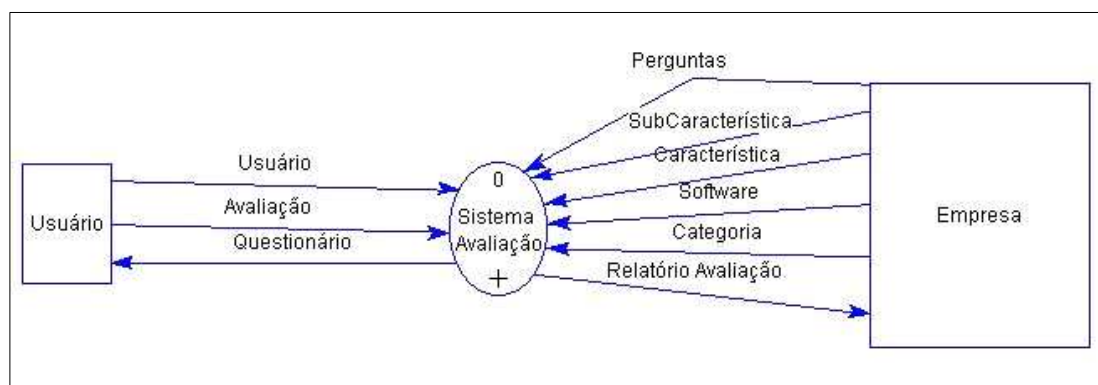 Perguntas
SubCaracterística
Característica
Software
Categoria
Relatório Avaliação
Usuário
Avaliação
Questionário
Usuário
0
Sistema
Avaliação
+
Empresa